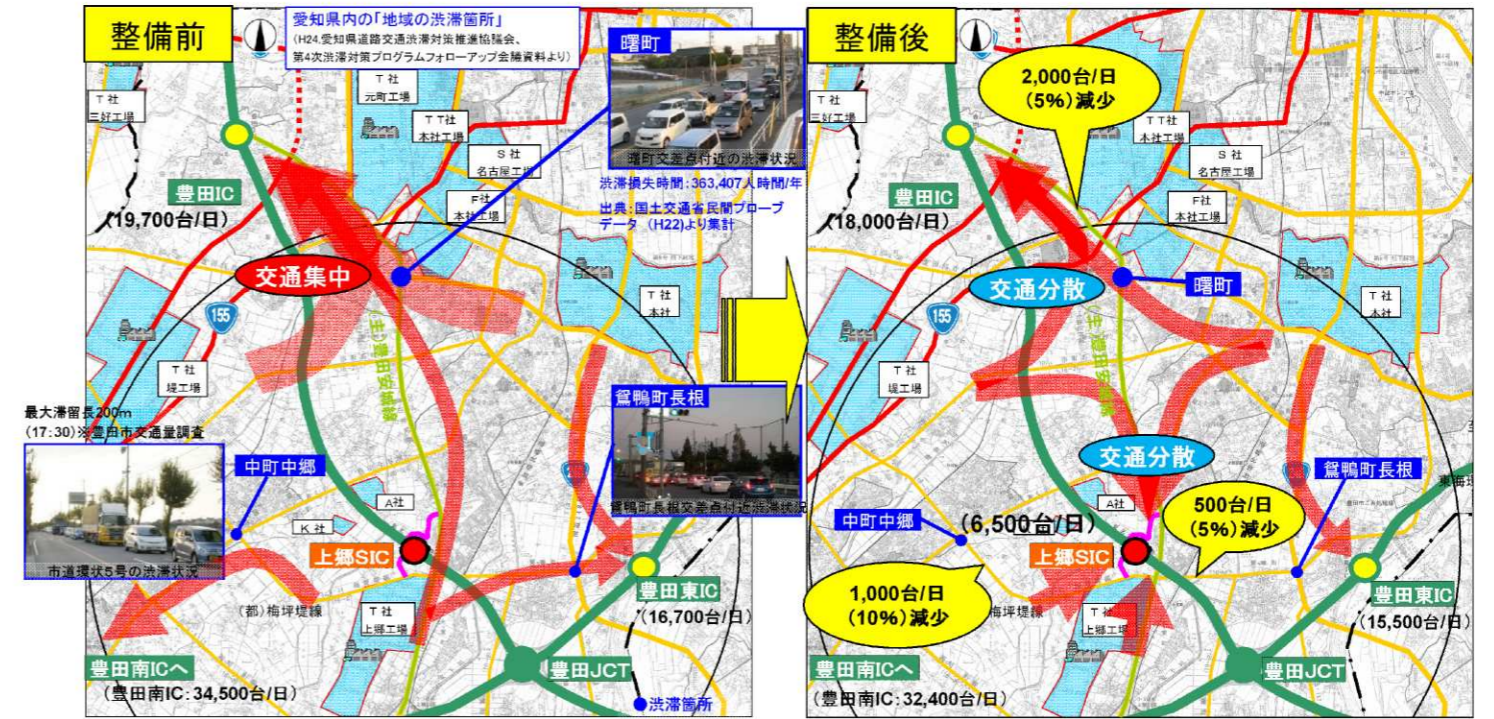 整備前
愛知県内の「地域の渋滞箇所」
(H24.愛知県道路交通渋滞対策推進協議会、
第4次渋滞対策プログラムフォローアップ会議資料より)
曙町
T社
三好工場
T社
元町工場
TT社
本社工場
S社
名古屋工場
F社
本社工場
曙町交差点付近の渋滞状況
渋滞損失時間:363,407人時間/年
出典:国土交通省民間プローブ
データ (H22)より集計
豊田IC
(19,700台/日)
交通集中
155
T社
本社
T社
堤工場
(主)豊田安城線
最大滞留長200m
(17:30)※豊田市交通量調査
中町中郷
市道環状5号の渋滞状況
鴛鴨町長根
鴛鴨町長根交差点付近渋滞状況
A社
K社
上郷SIC
(都)梅坪堤線
T社
上郷工場
豊田東IC
(16,700台/日)
豊田南ICへ
(豊田南IC:34,500台/日)
豊田JCT
渋滞箇所
整備後
2,000台/日
(5%)減少
T社
三好工場
TT社
本社工場
S社
名古屋工場
F社
本社工場
豊田IC
(18,000台/日)
交通分散
曙町
155
T社
本社
T社
堤工場
(主)豊田安城線
交通分散
鴛鴨町長根
A社
500台/日
(5%)減少
中町中郷
(6,500台/日)
上郷SIC
1,000台/日
(10%)減少
梅坪堤線
T社
上郷工場
豊田東IC
(15,500台/日)
豊田南ICへ
(豊田南IC:32,400台/日)
豊田JCT